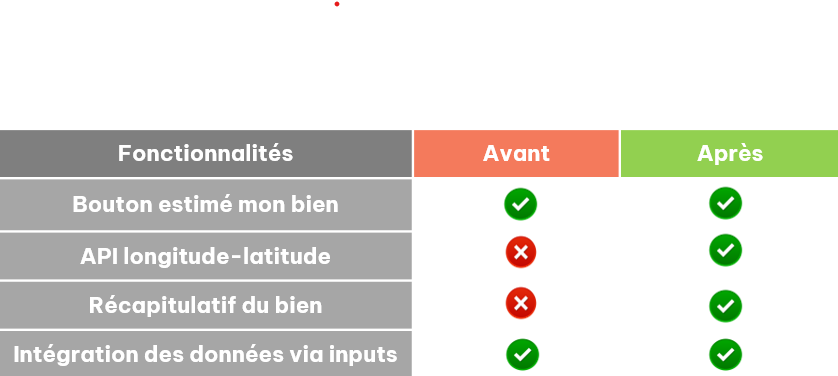 Fonctionnalités Avant Après
Bouton estimé mon bien
API longitude-latitude
Récapitulatif du bien
Intégration des données via inputs